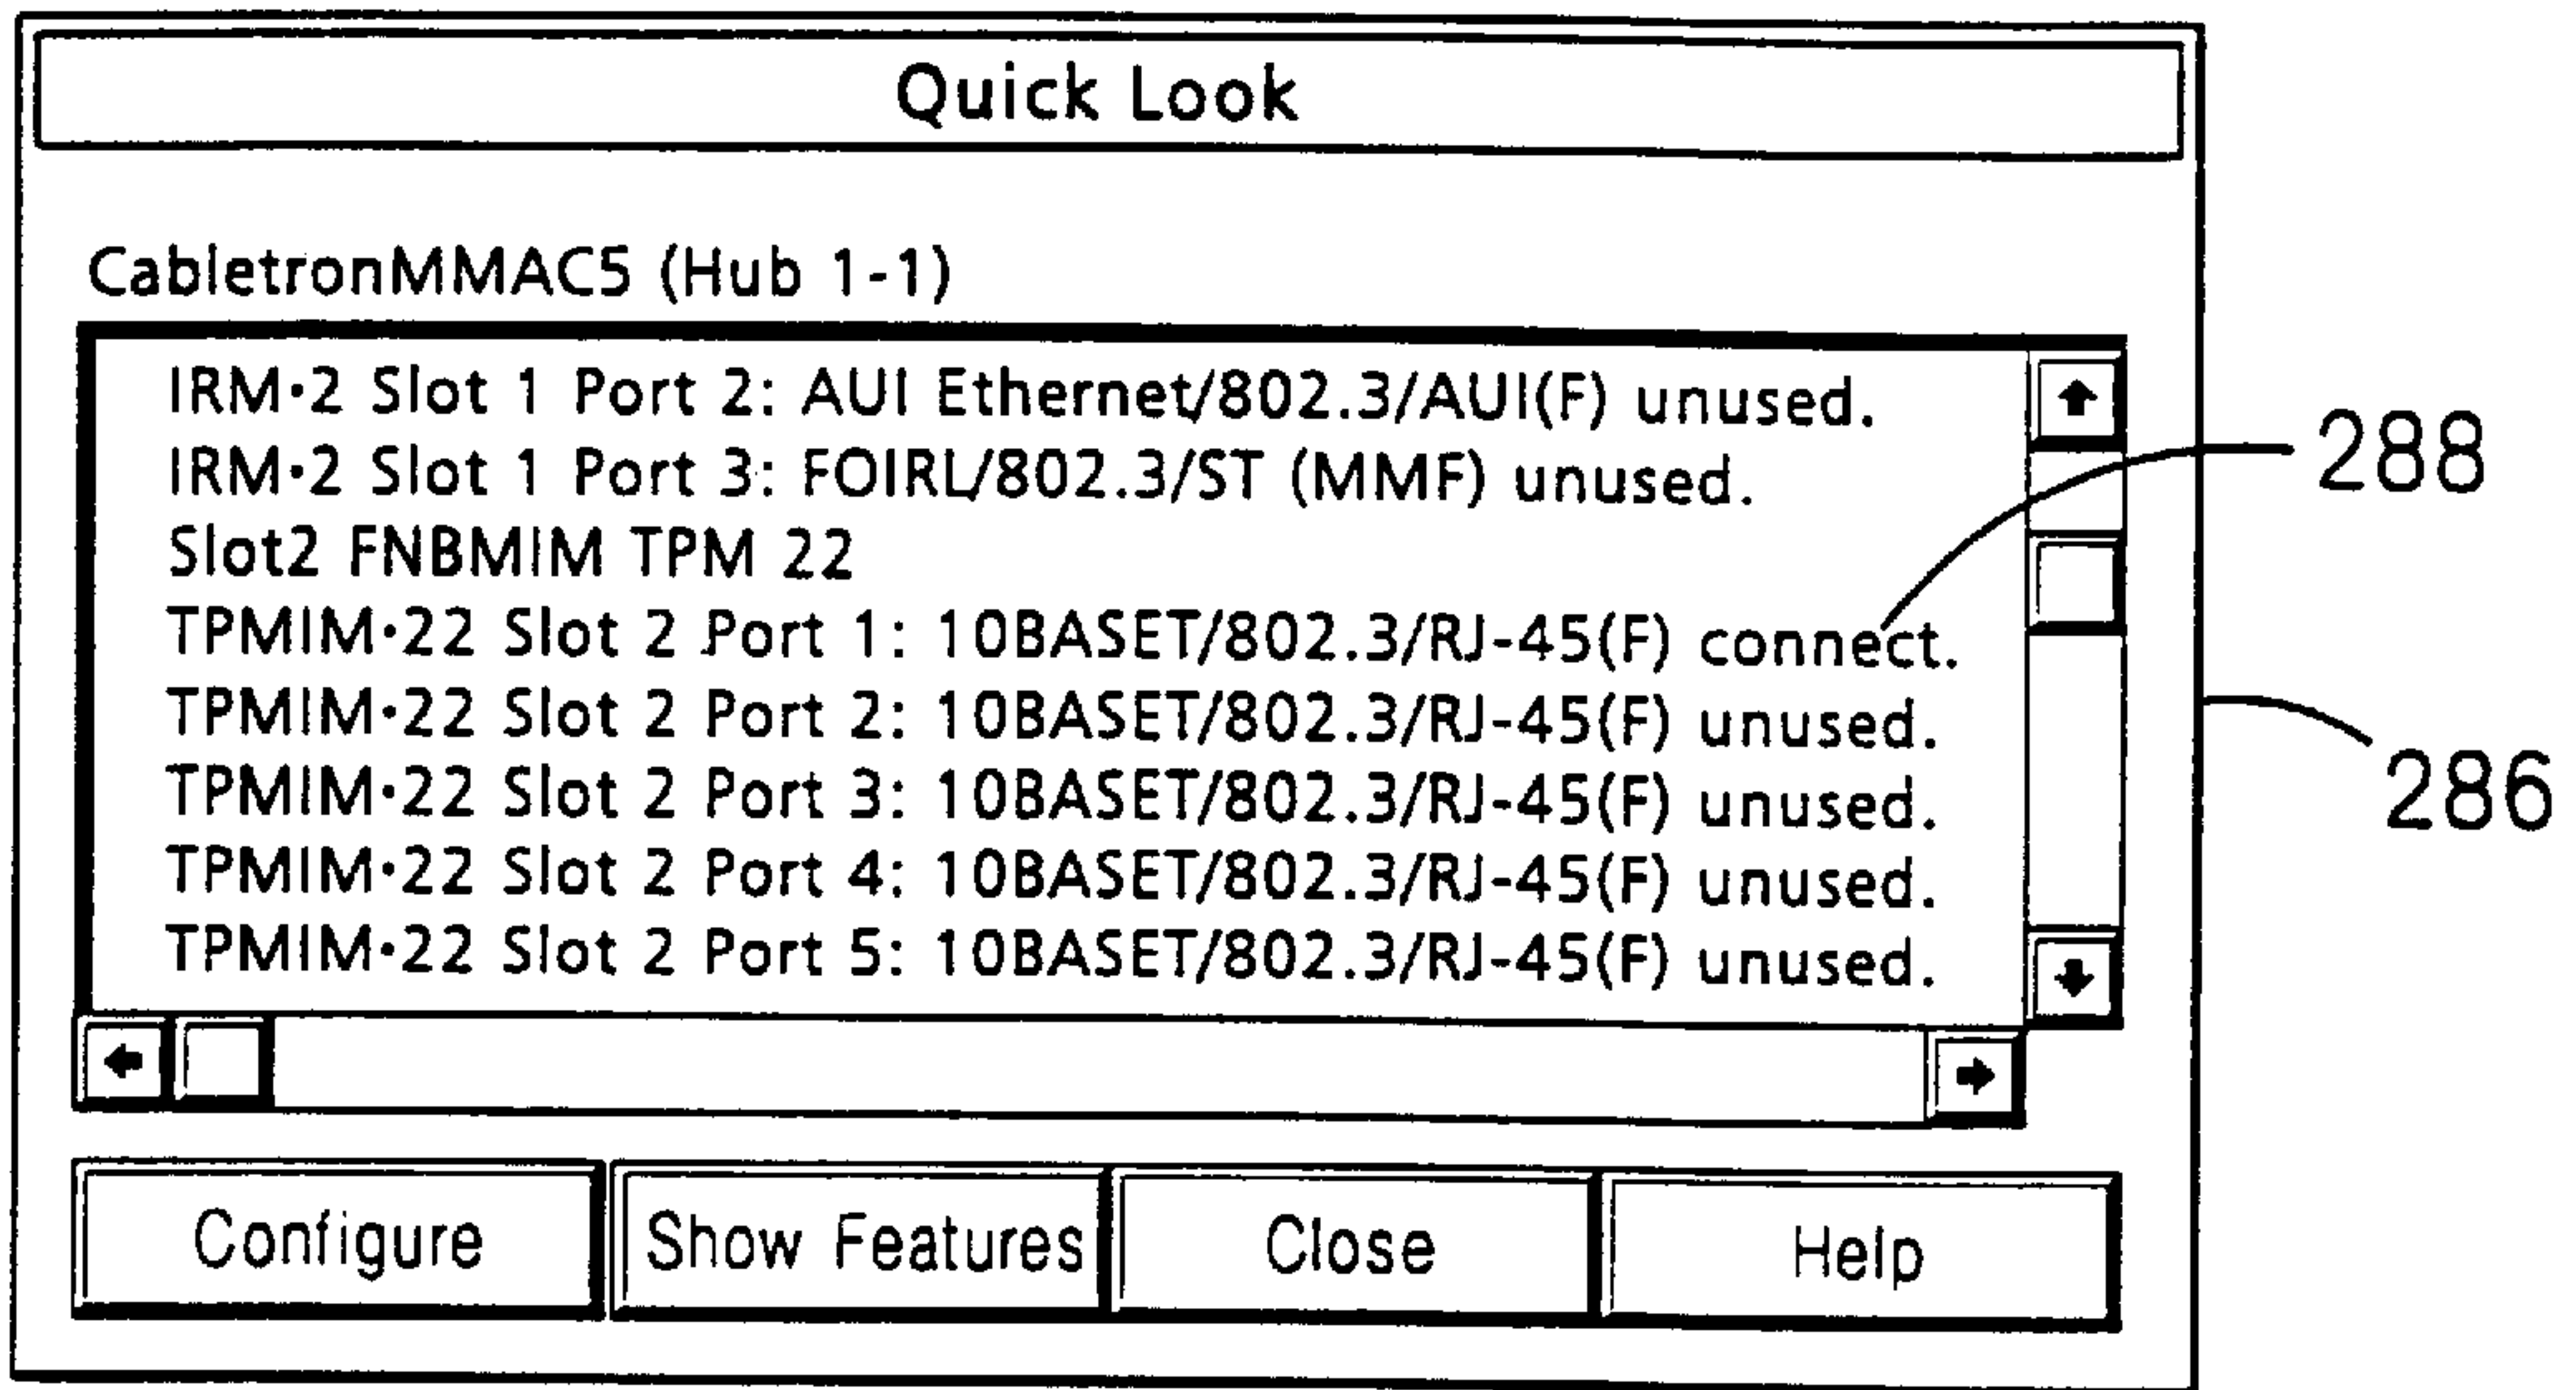 Quick Look
CabletronMMAC5 (Hub 1-1)
IRM·2 Slot 1 Port 2: AUI Ethernet/802.3/AUI(F) unused.
IRM·2 Slot 1 Port 3: FOIRL/802.3/ST (MMF) unused.
Slot2 FNBMIM TPM 22
TPMIM·22 Slot 2 Port 1: 10BASET/802.3/RJ-45(F) connect.
TPMIM·22 Slot 2 Port 2: 10BASET/802.3/RJ-45(F) unused.
TPMIM·22 Slot 2 Port 3: 10BASET/802.3/RJ-45(F) unused.
TPMIM·22 Slot 2 Port 4: 10BASET/802.3/RJ-45(F) unused.
TPMIM·22 Slot 2 Port 5: 10BASET/802.3/RJ-45(F) unused.
288
286
Configure
Show Features
Close
Help